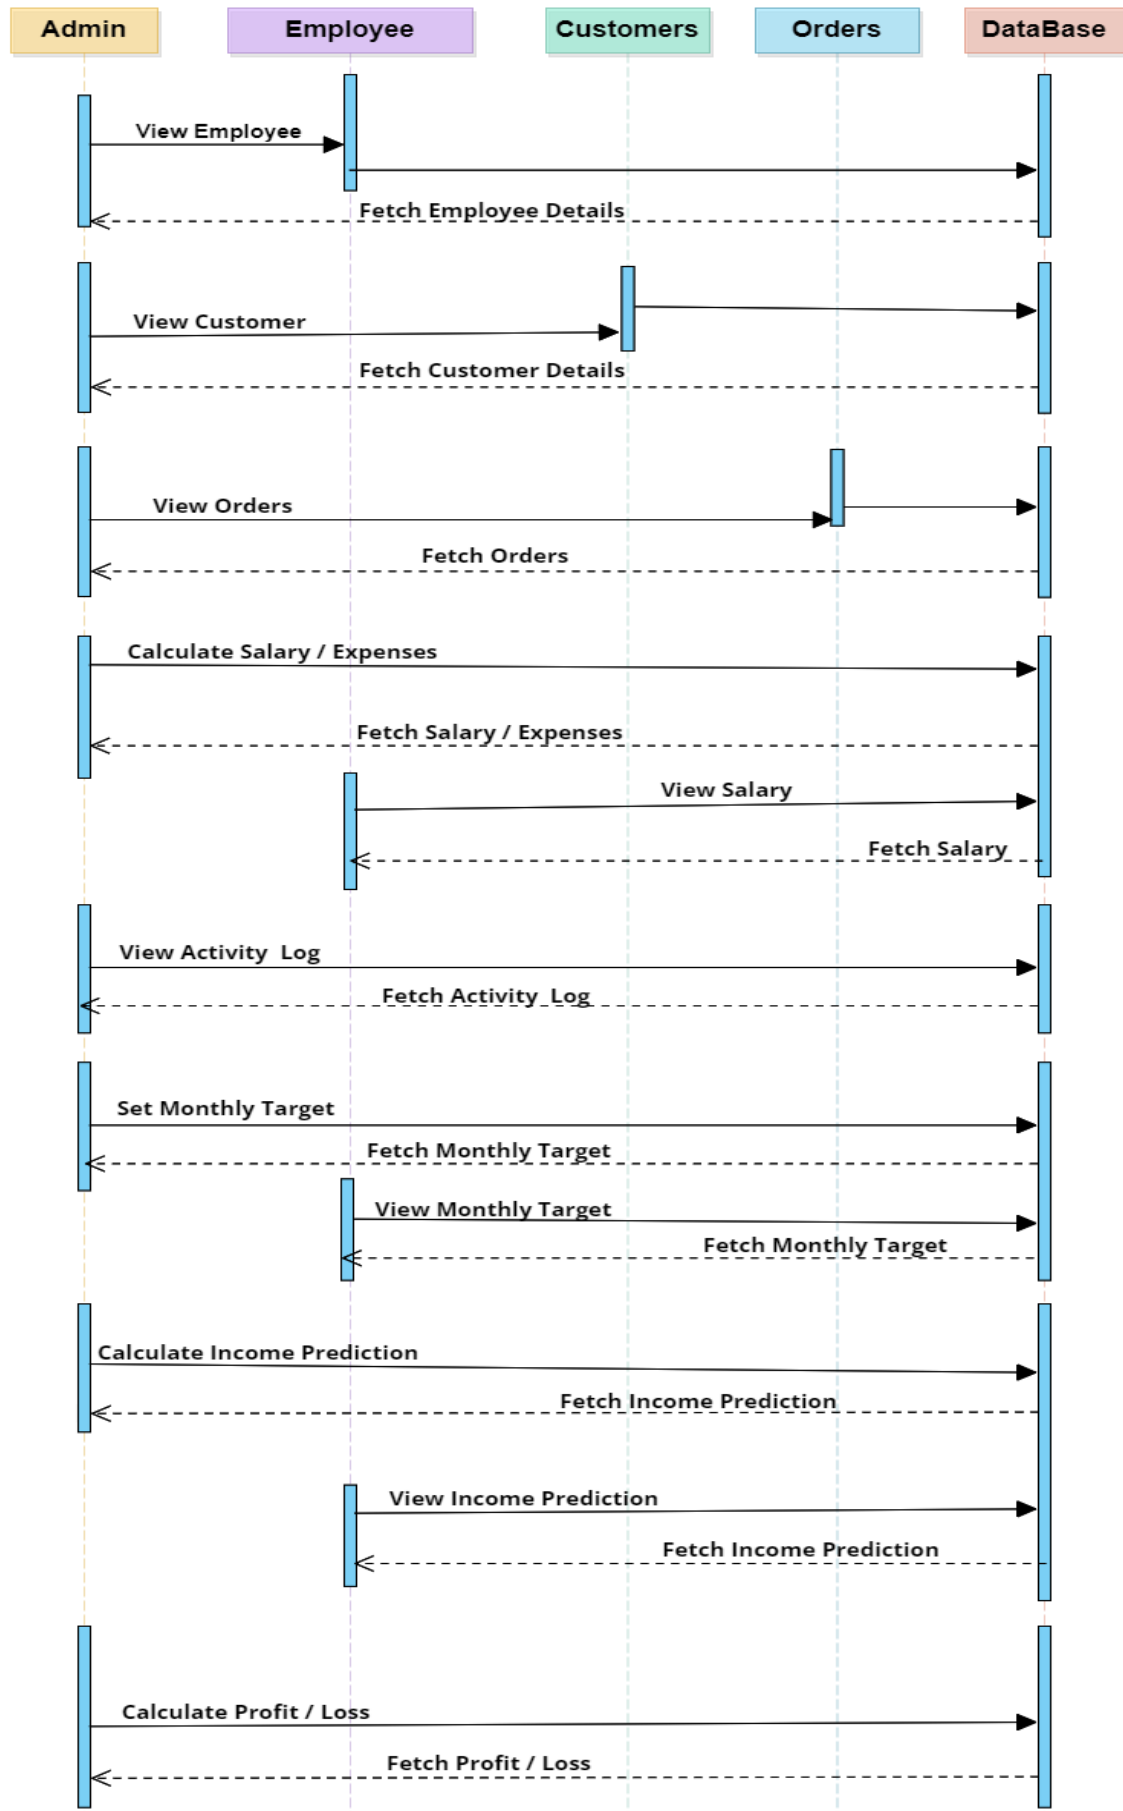 Admin
Employee
Customers
Orders
DataBase
View Employee
Fetch Employee Details
View Customer
Fetch Customer Details
View Orders
Fetch Orders
Calculate Salary / Expenses
Fetch Salary / Expenses
View Salary
Fetch Salary
View Activity  Log
Fetch Activity  Log
Set Monthly Target
Fetch Monthly Target
View Monthly Target
Fetch Monthly Target
Calculate Income Prediction
Fetch Income Prediction
View Income Prediction
Fetch Income Prediction
Calculate Profit / Loss
Fetch Profit / Loss